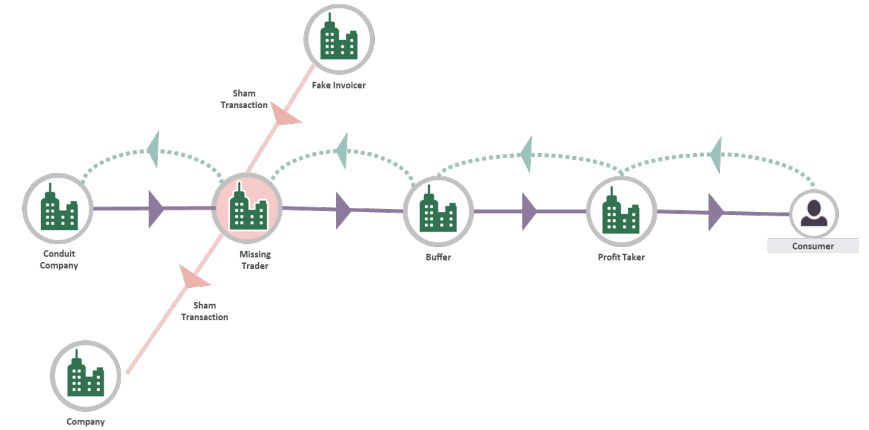 Fake Invoicer
Sham
Transaction
Conduit
Company
Missing
Trader
Buffer
Profit Taker
Consumer
Sham
Transaction
Company